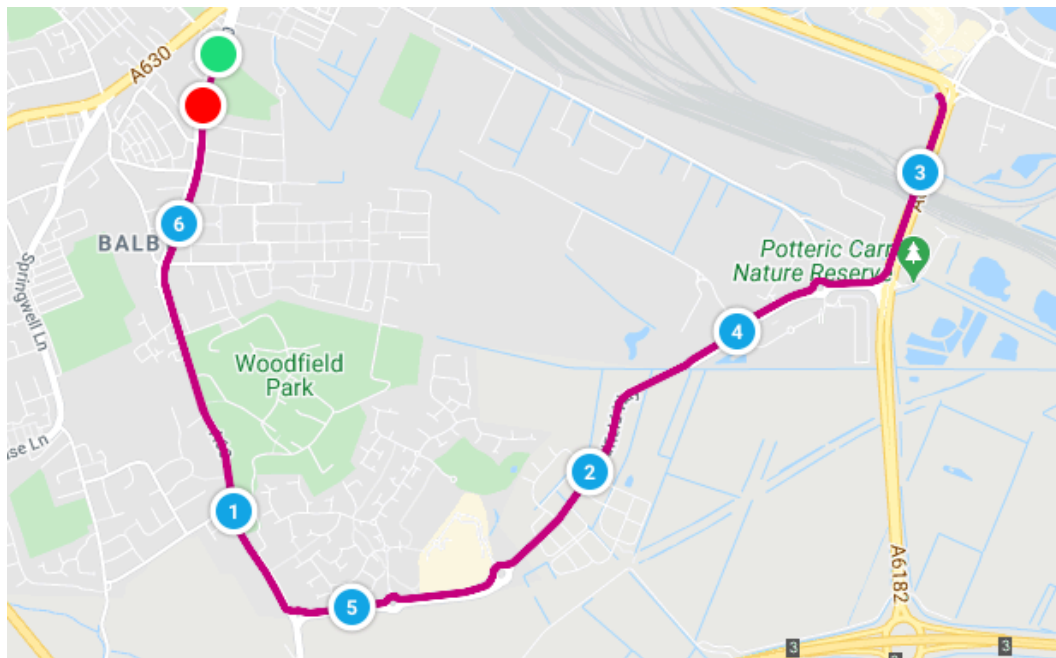 A630
3
6
BALB
Springwell Ln
Potteric Carr
Nature Reserve
4
Woodfield
Park
se Ln
2
1
5
A6182
3
3
3